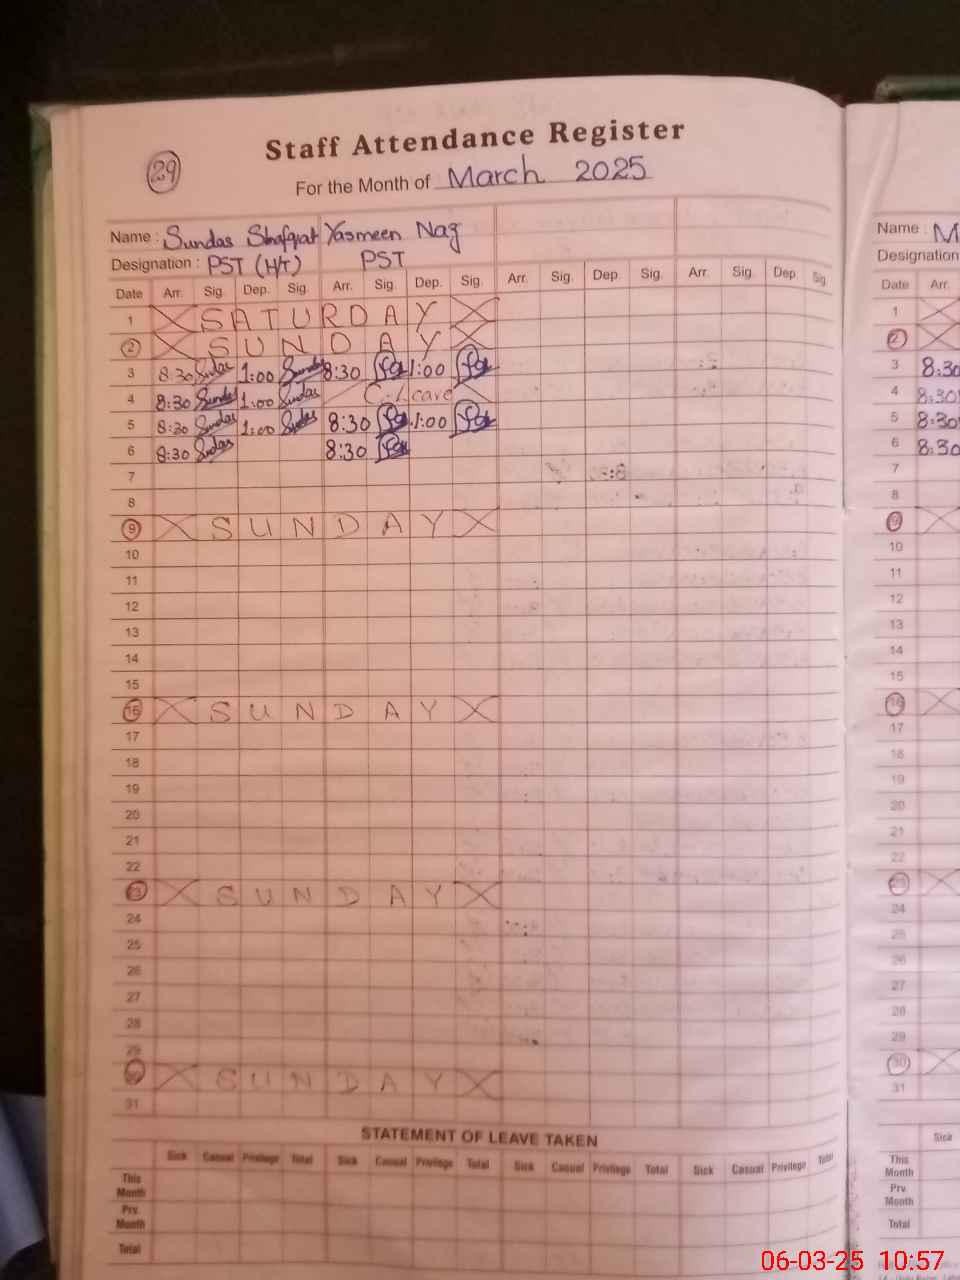 Staff Attendance Register
29
For the Month of March 2025
Name : Sundas Shafqat Yasmeen Naz
Designation : PST (H/T) PST
Date Arr. Sig. Dep. Sig. Arr. Sig. Dep. Sig. Arr. Sig. Dep. Sig. Arr. Sig. Dep Sig.
1 SATURDAY
2 SUNDAY
3 8:30 Sundas 1:00 Sundas 8:30 1:00
4 8:30 Sundas 1:00 Sundas C. Leave
5 8:30 Sundas 1:00 Sundas 8:30 1:00
6 8:30 Sundas 8:30
7
8
9 SUNDAY
10
11
12
13
14
15
16 SUNDAY
17
18
19
20
21
22
23 SUNDAY
24
25
26
27
28
29
30 SUNDAY
31
STATEMENT OF LEAVE TAKEN
Sick Casual Privilege Total Sick Casual Privilege Total Sick Casual Privilege Total Sick Casual Privilege Total
This Month
Prv. Month
Total
Name : M
Designation
Date Arr.
1
2
3 8:30
4 8:30
5 8:30
6 8:30
7
8
9
10
11
12
13
14
15
16
17
18
19
20
21
22
23
24
25
26
27
28
29
30
31
Sick
This Month
Prv. Month
Total
06-03-25 10:57